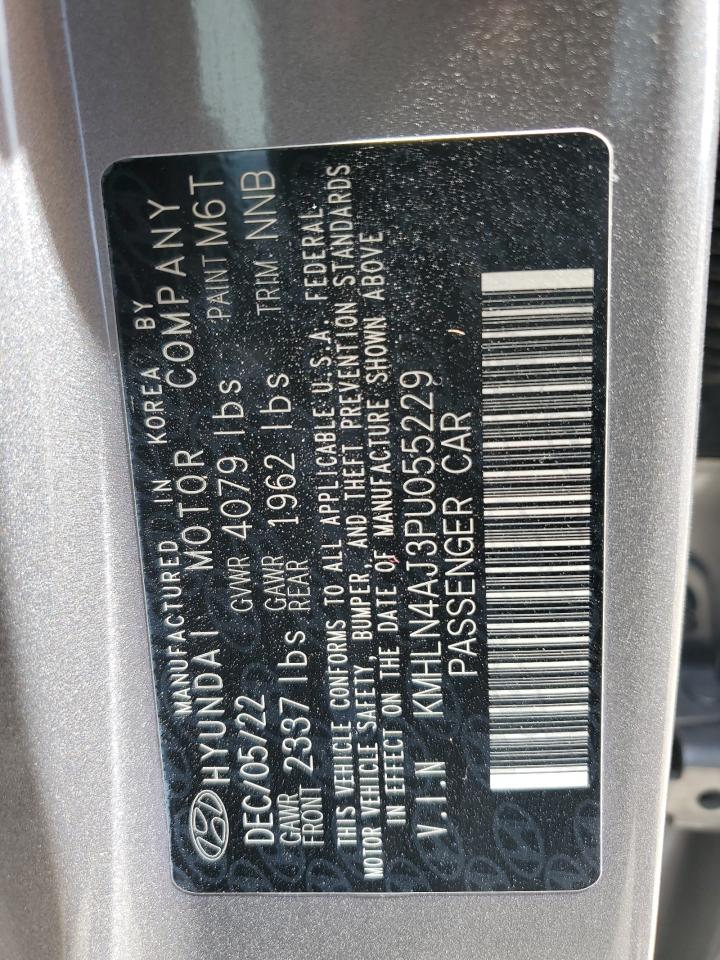 MANUFACTURED IN KOREA BY
HYUNDAI MOTOR COMPANY
DEC/05/22 GVWR 4079 lbs PAINT M6T
GAWR FRONT 2337 lbs GAWR REAR 1962 lbs TRIM NNB
THIS VEHICLE CONFORMS TO ALL APPLICABLE U.S.A. FEDERAL
MOTOR VEHICLE SAFETY, BUMPER, AND THEFT PREVENTION STANDARDS
IN EFFECT ON THE DATE OF MANUFACTURE SHOWN ABOVE
V.I.N KMHLN4AJ3PU055229
PASSENGER CAR